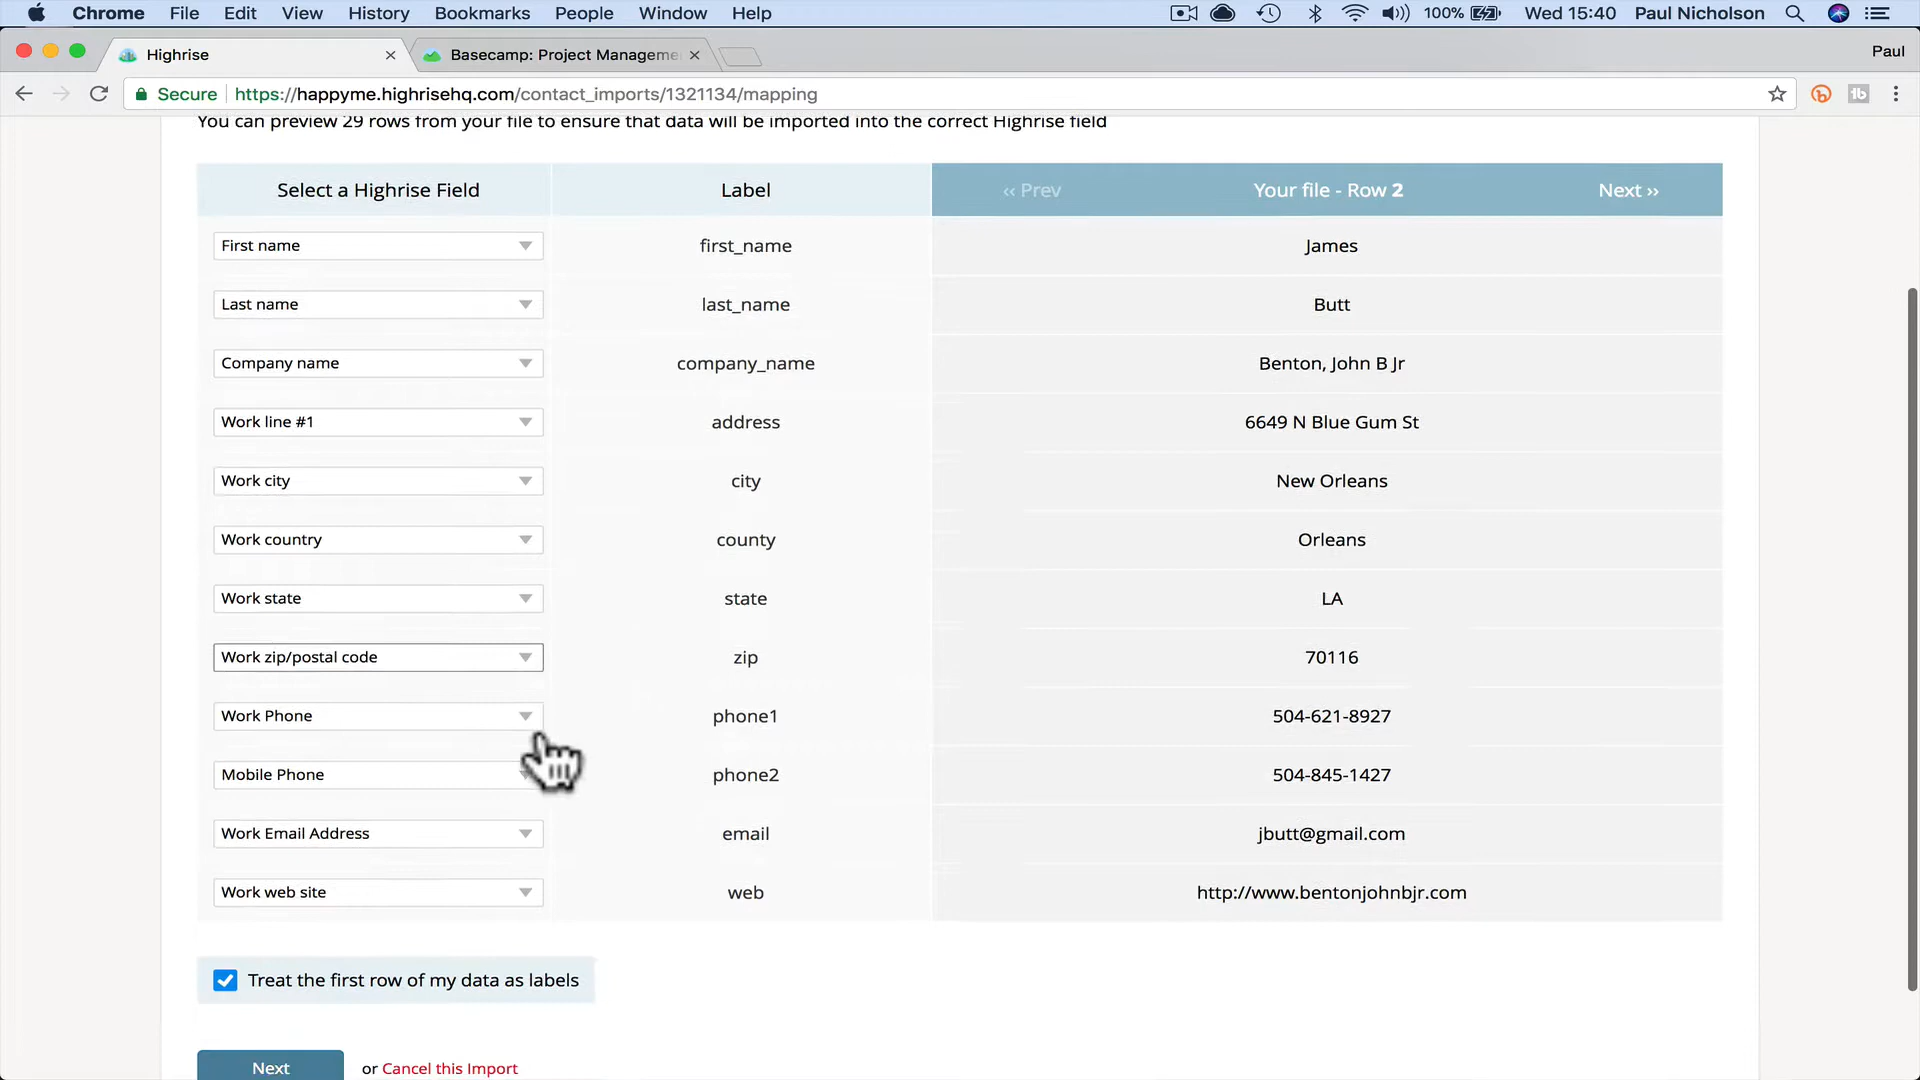 Chrome File Edit View History Bookmarks People Window Help 100% Wed 15:40 Paul Nicholson
Highrise Basecamp: Project Manageme Paul
Secure https://happyme.highrisehq.com/contact_imports/1321134/mapping
You can preview 29 rows from your file to ensure that data will be imported into the correct Highrise field
Select a Highrise Field Label ‹‹ Prev Your file - Row 2 Next ››
First name first_name James
Last name last_name Butt
Company name company_name Benton, John B Jr
Work line #1 address 6649 N Blue Gum St
Work city city New Orleans
Work country county Orleans
Work state state LA
Work zip/postal code zip 70116
Work Phone phone1 504-621-8927
Mobile Phone phone2 504-845-1427
Work Email Address email jbutt@gmail.com
Work web site web http://www.bentonjohnbjr.com
Treat the first row of my data as labels
Next or Cancel this Import